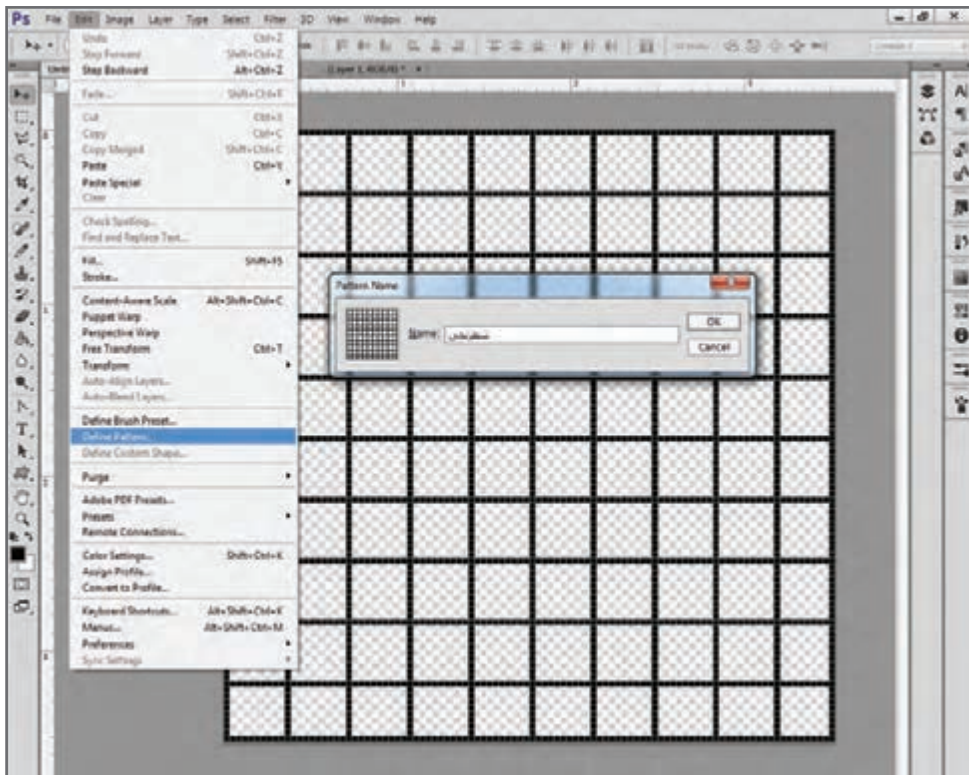 Ps File Edit Image Layer Type Select Filter 3D View Window Help
Undo Ctrl+Z
Step Forward Shift+Ctrl+Z
Step Backward Alt+Ctrl+Z
Fade... Shift+Ctrl+F
Cut Ctrl+X
Copy Ctrl+C
Copy Merged Shift+Ctrl+C
Paste Ctrl+V
Paste Special
Clear
Check Spelling...
Find and Replace Text...
Fill... Shift+F5
Stroke...
Content-Aware Scale Alt+Shift+Ctrl+C
Puppet Warp
Perspective Warp
Free Transform Ctrl+T
Transform
Auto-Align Layers...
Auto-Blend Layers...
Define Brush Preset...
Define Pattern...
Define Custom Shape...
Purge
Adobe PDF Presets...
Presets
Remote Connections...
Color Settings... Shift+Ctrl+K
Assign Profile...
Convert to Profile...
Keyboard Shortcuts... Alt+Shift+Ctrl+K
Menus... Alt+Shift+Ctrl+M
Preferences
Sync Settings
Pattern Name
Name:
OK
Cancel